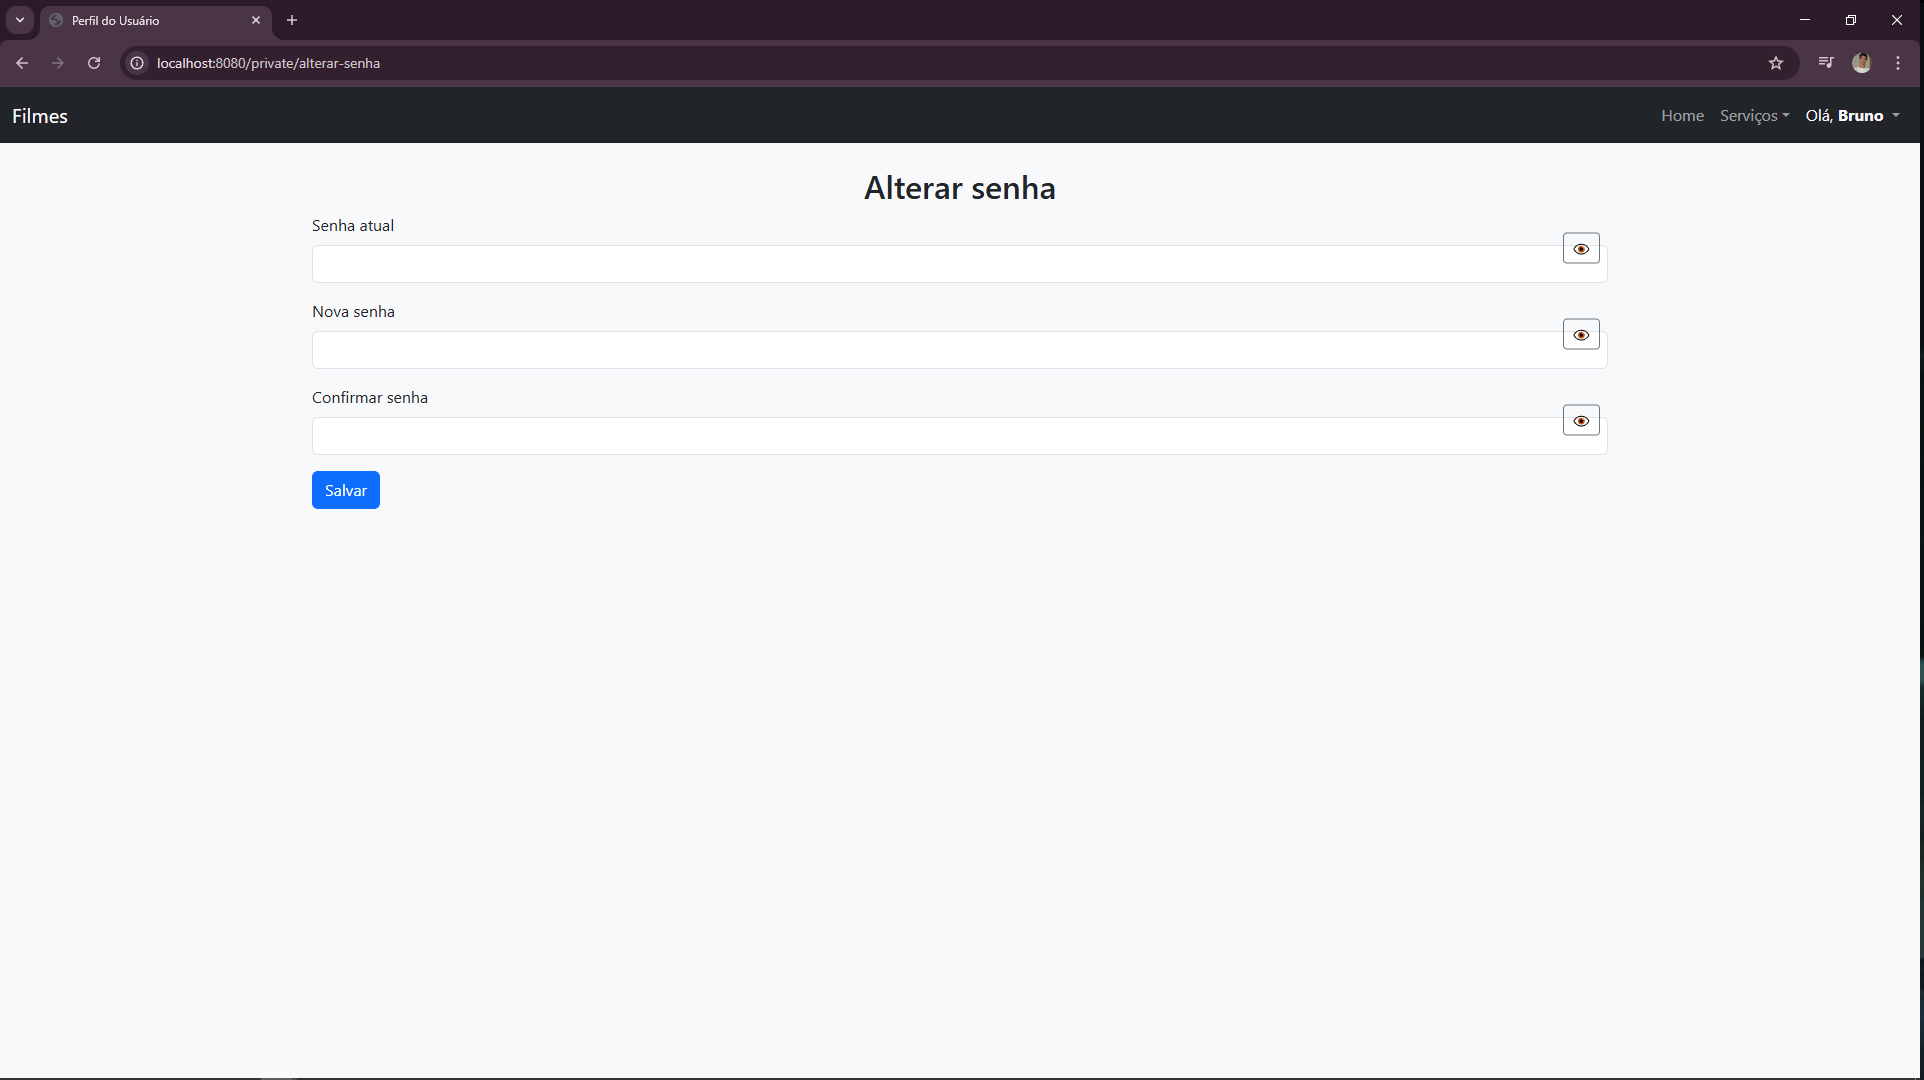 Perfil do Usuário
localhost:8080/private/alterar-senha
Filmes
Home Serviços Olá, Bruno
Alterar senha
Senha atual
Nova senha
Confirmar senha
Salvar